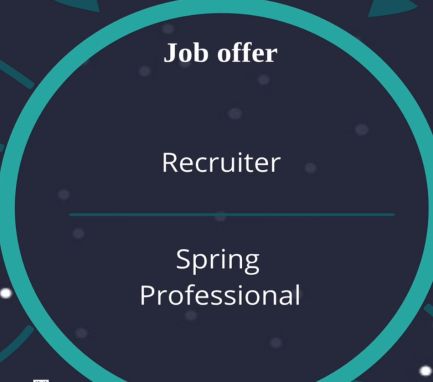 Job offer
Recruiter
Spring
Professional